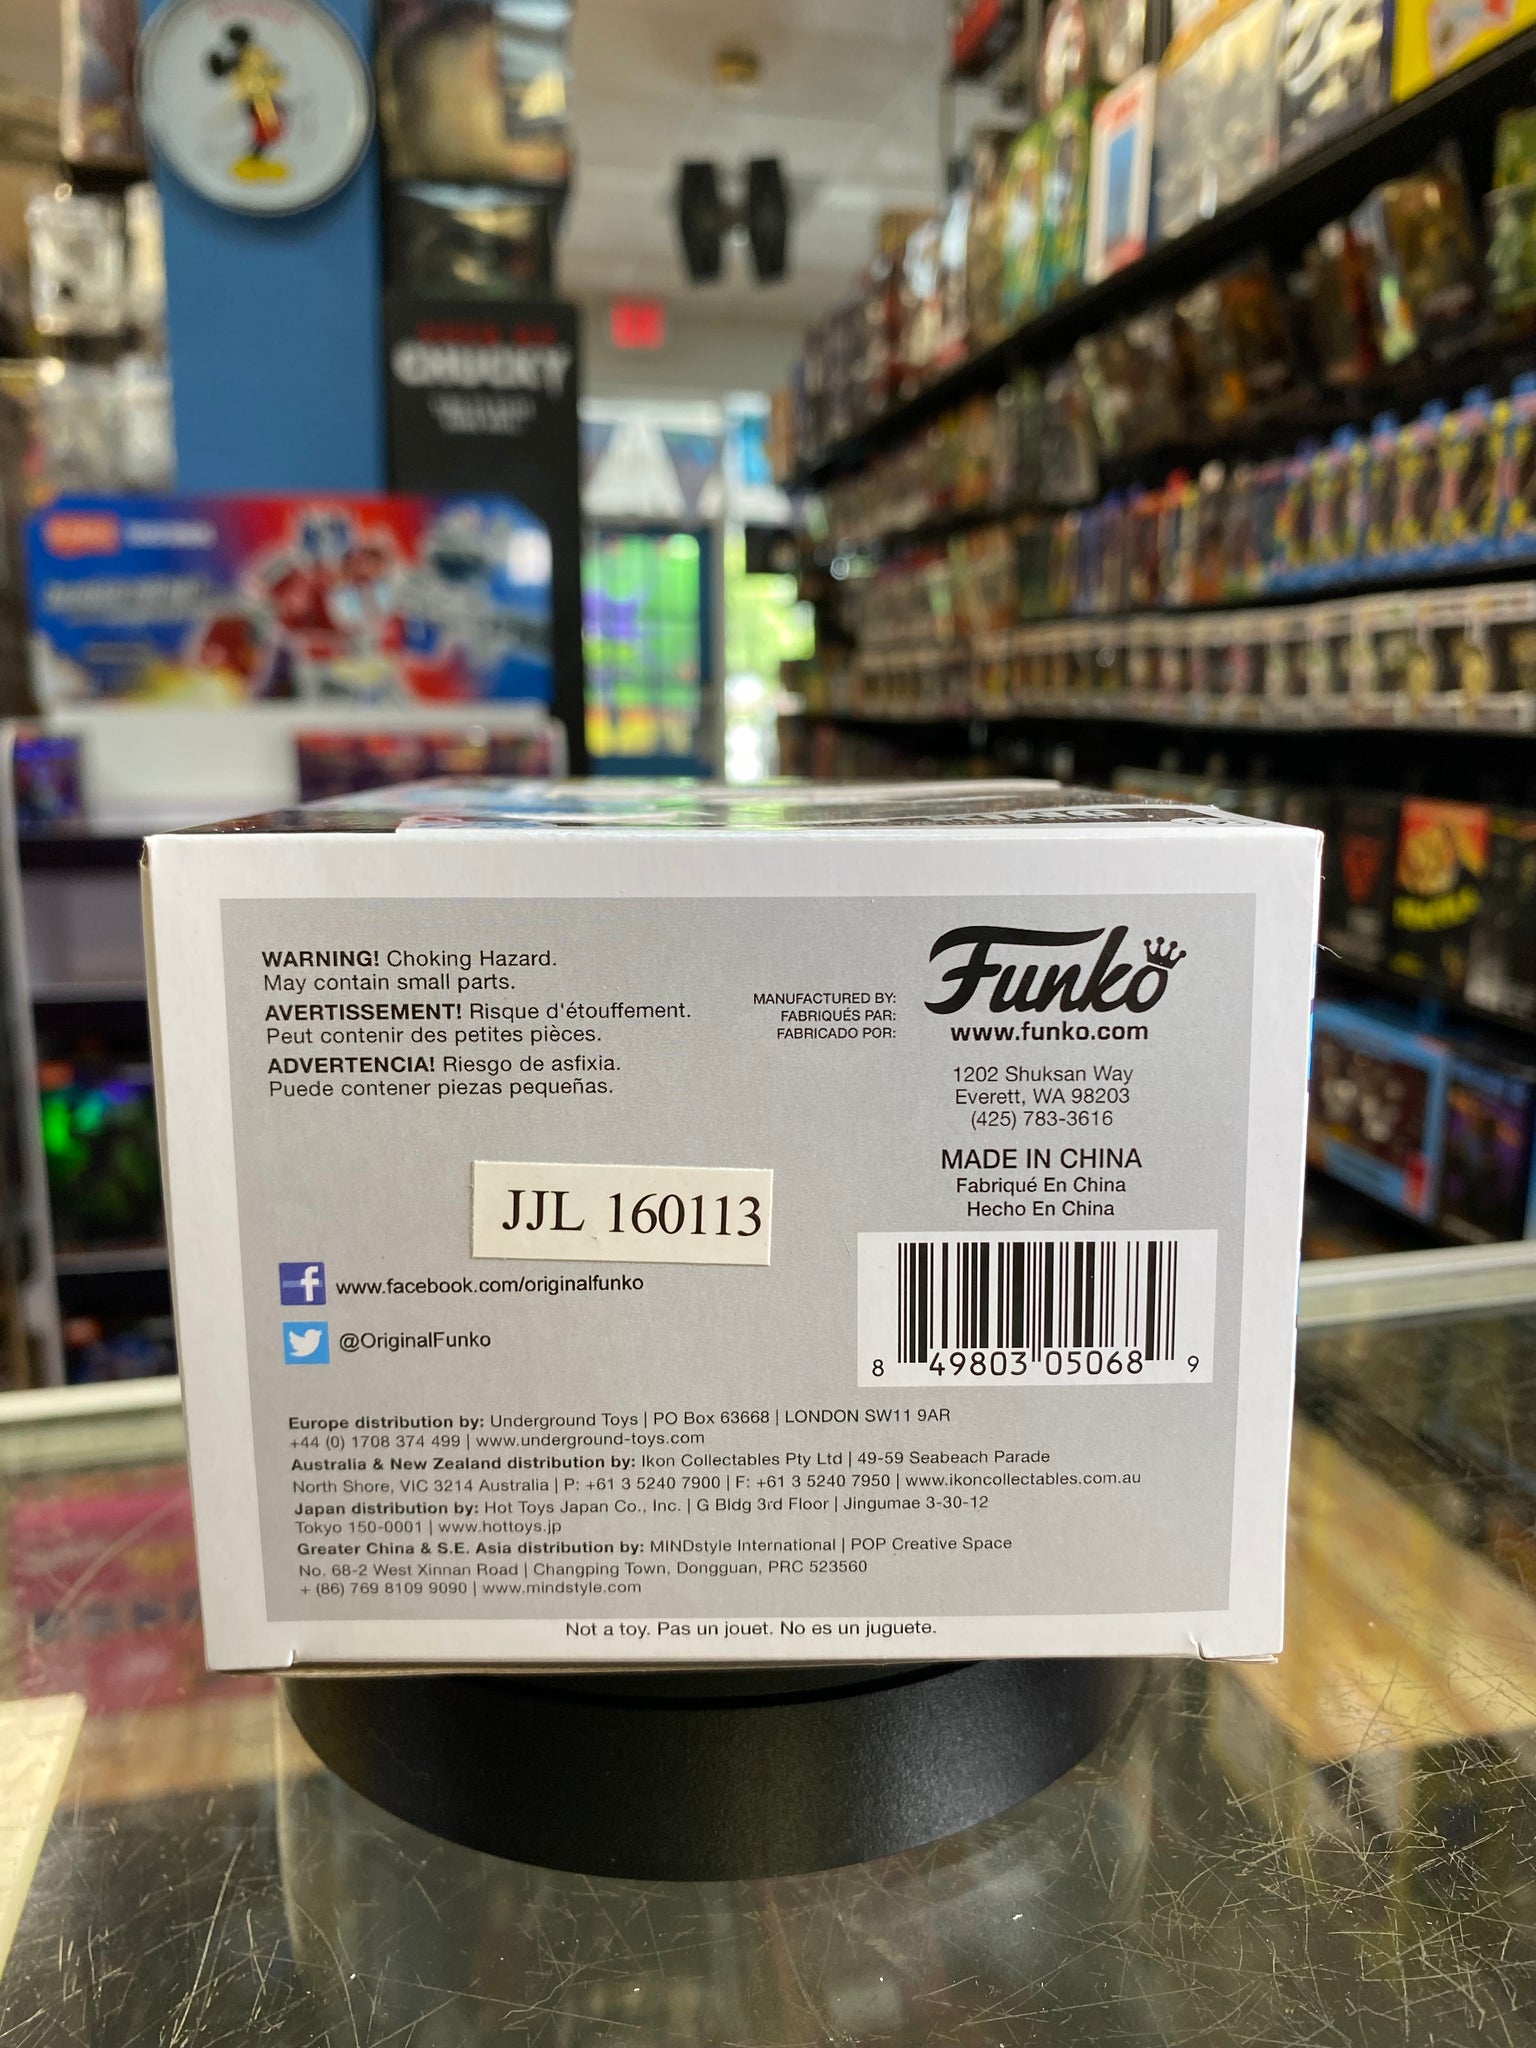 CHUCKY
WARNING! Choking Hazard.
May contain small parts.
AVERTISSEMENT! Risque d'étouffement.
Peut contenir des petites pièces.
ADVERTENCIA! Riesgo de asfixia.
Puede contener piezas pequeñas.
MANUFACTURED BY:
FABRIQUÉS PAR:
FABRICADO POR:
Funko
www.funko.com
1202 Shuksan Way
Everett, WA 98203
(425) 783-3616
MADE IN CHINA
Fabriqué En China
Hecho En China
JJL 160113
www.facebook.com/originalfunko
@OriginalFunko
8 49803 05068 9
Europe distribution by: Underground Toys | PO Box 63668 | LONDON SW11 9AR
+44 (0) 1708 374 499 | www.underground-toys.com
Australia & New Zealand distribution by: Ikon Collectables Pty Ltd | 49-59 Seabeach Parade
North Shore, VIC 3214 Australia | P: +61 3 5240 7900 | F: +61 3 5240 7950 | www.ikoncollectables.com.au
Japan distribution by: Hot Toys Japan Co., Inc. | G Bldg 3rd Floor | Jingumae 3-30-12
Tokyo 150-0001 | www.hottoys.jp
Greater China & S.E. Asia distribution by: MINDstyle International | POP Creative Space
No. 68-2 West Xinnan Road | Changping Town, Dongguan, PRC 523560
+ (86) 769 8109 9090 | www.mindstyle.com
Not a toy. Pas un jouet. No es un juguete.